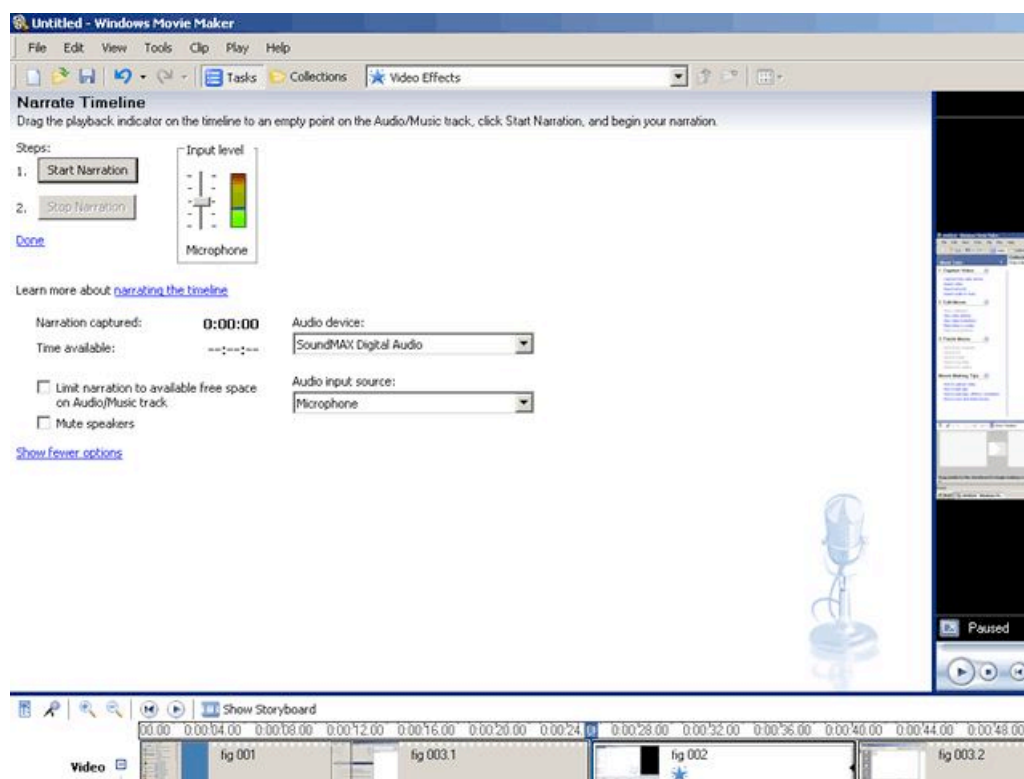 Untitled - Windows Movie Maker
File Edit View Tools Clip Play Help
Tasks Collections Video Effects
Narrate Timeline
Drag the playback indicator on the timeline to an empty point on the Audio/Music track, click Start Narration, and begin your narration.
Steps:
Input level
1. Start Narration
2. Stop Narration
Done
Microphone
Learn more about narrating the timeline
Narration captured: 0:00:00
Audio device:
Time available: --:--:--
SoundMAX Digital Audio
Limit narration to available free space
on Audio/Music track
Audio input source:
Microphone
Mute speakers
Show fewer options
Paused
Show Storyboard
00.00 0:00:04.00 0:00:08.00 0:00:12.00 0:00:16.00 0:00:20.00 0:00:24 0:00:28.00 0:00:32.00 0:00:36.00 0:00:40.00 0:00:44.00 0:00:48.00
Video fig 001 fig 003.1 fig 002 fig 003.2